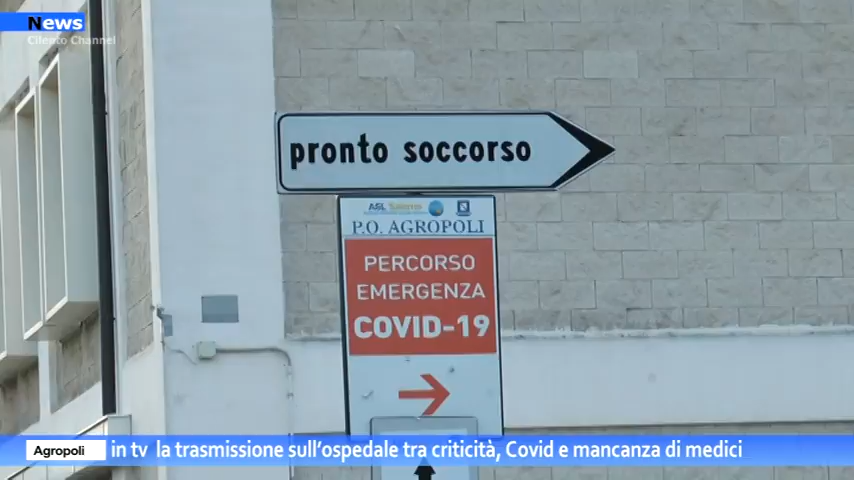 News
Cilento Channel
pronto soccorso
ASL Salerno
P.O. AGROPOLI
PERCORSO
EMERGENZA
COVID-19
Agropoli in tv la trasmissione sull'ospedale tra criticità, Covid e mancanza di medici